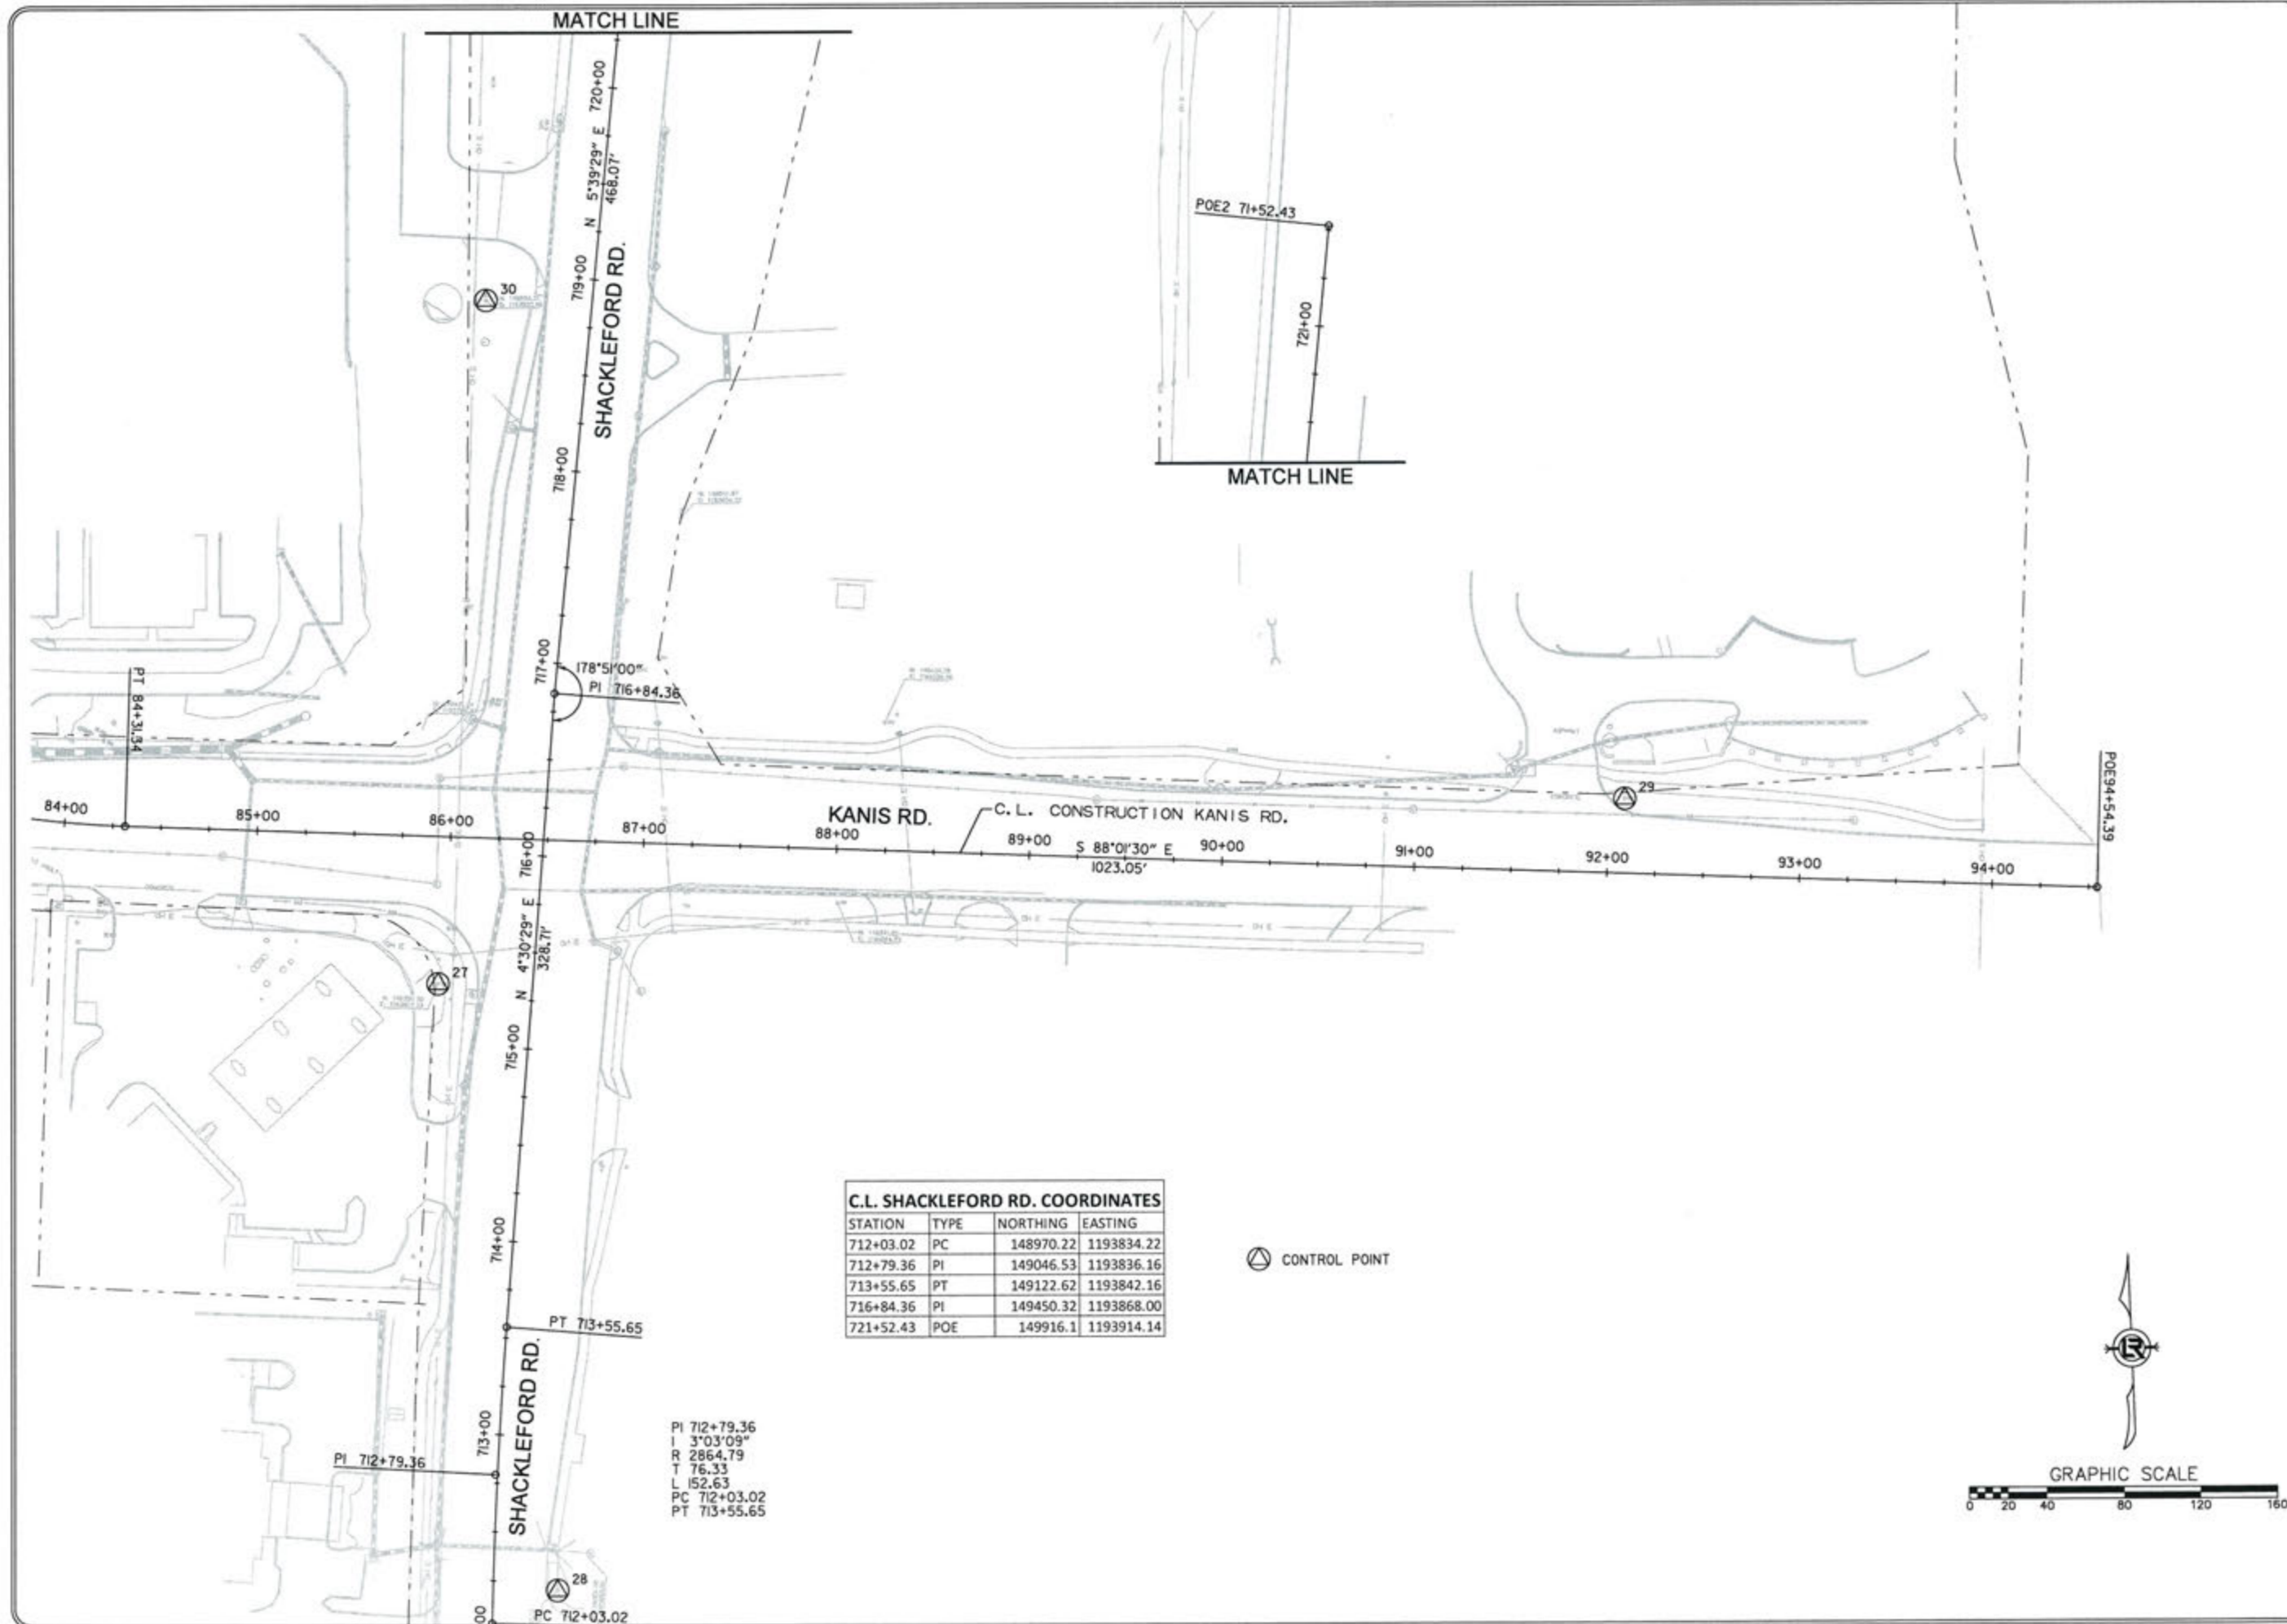 MATCH LINE
720+00
N 5°39'29" E
468.07'
719+00
SHACKLEFORD RD.
718+00
717+00
30
POE2 71+52.43
721+00
MATCH LINE
178°51'00"
PI 716+84.36
PT 84+31.34
84+00
85+00
86+00
87+00
88+00
89+00
90+00
91+00
92+00
93+00
94+00
KANIS RD.
C.L. CONSTRUCTION KANIS RD.
S 88°01'30" E
1023.05'
29
POE94+54.39
716+00
N 4°30'29" E
328.71'
27
715+00
714+00
PT 713+55.65
SHACKLEFORD RD.
713+00
PI 712+79.36
28
PC 712+03.02
00
PI 712+79.36
I 3°03'09"
R 2864.79
T 76.33
L 152.63
PC 712+03.02
PT 713+55.65
C.L. SHACKLEFORD RD. COORDINATES
STATION TYPE NORTHING EASTING
712+03.02 PC 148970.22 1193834.22
712+79.36 PI 149046.53 1193836.16
713+55.65 PT 149122.62 1193842.16
716+84.36 PI 149450.32 1193868.00
721+52.43 POE 149916.1 1193914.14
CONTROL POINT
LR
GRAPHIC SCALE
0 20 40 80 120 160